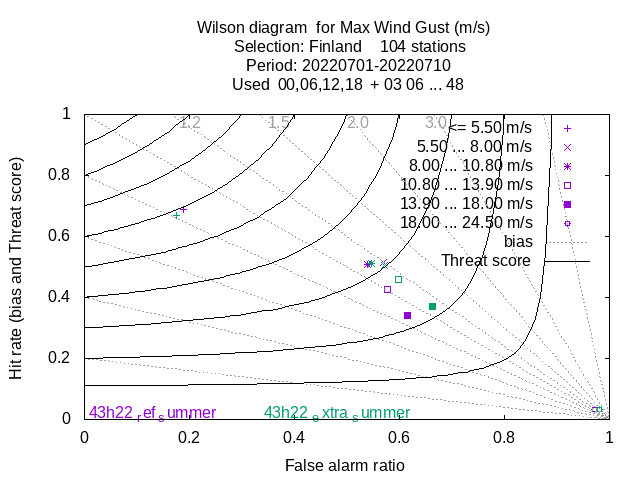 Wilson diagram for Max Wind Gust (m/s)
Selection: Finland 104 stations
Period: 20220701-20220710
Used 00,06,12,18 + 03 06 ... 48
Hit rate (bias and Threat score)
1
0.8
0.6
0.4
0.2
0
1.2
1.5
2.0
3.0
<= 5.50 m/s
5.50 ... 8.00 m/s
8.00 ... 10.80 m/s
10.80 ... 13.90 m/s
13.90 ... 18.00 m/s
18.00 ... 24.50 m/s
bias
Threat score
43h22_ref_summer
43h22_extra_summer
0 0.2 0.4 0.6 0.8 1
False alarm ratio